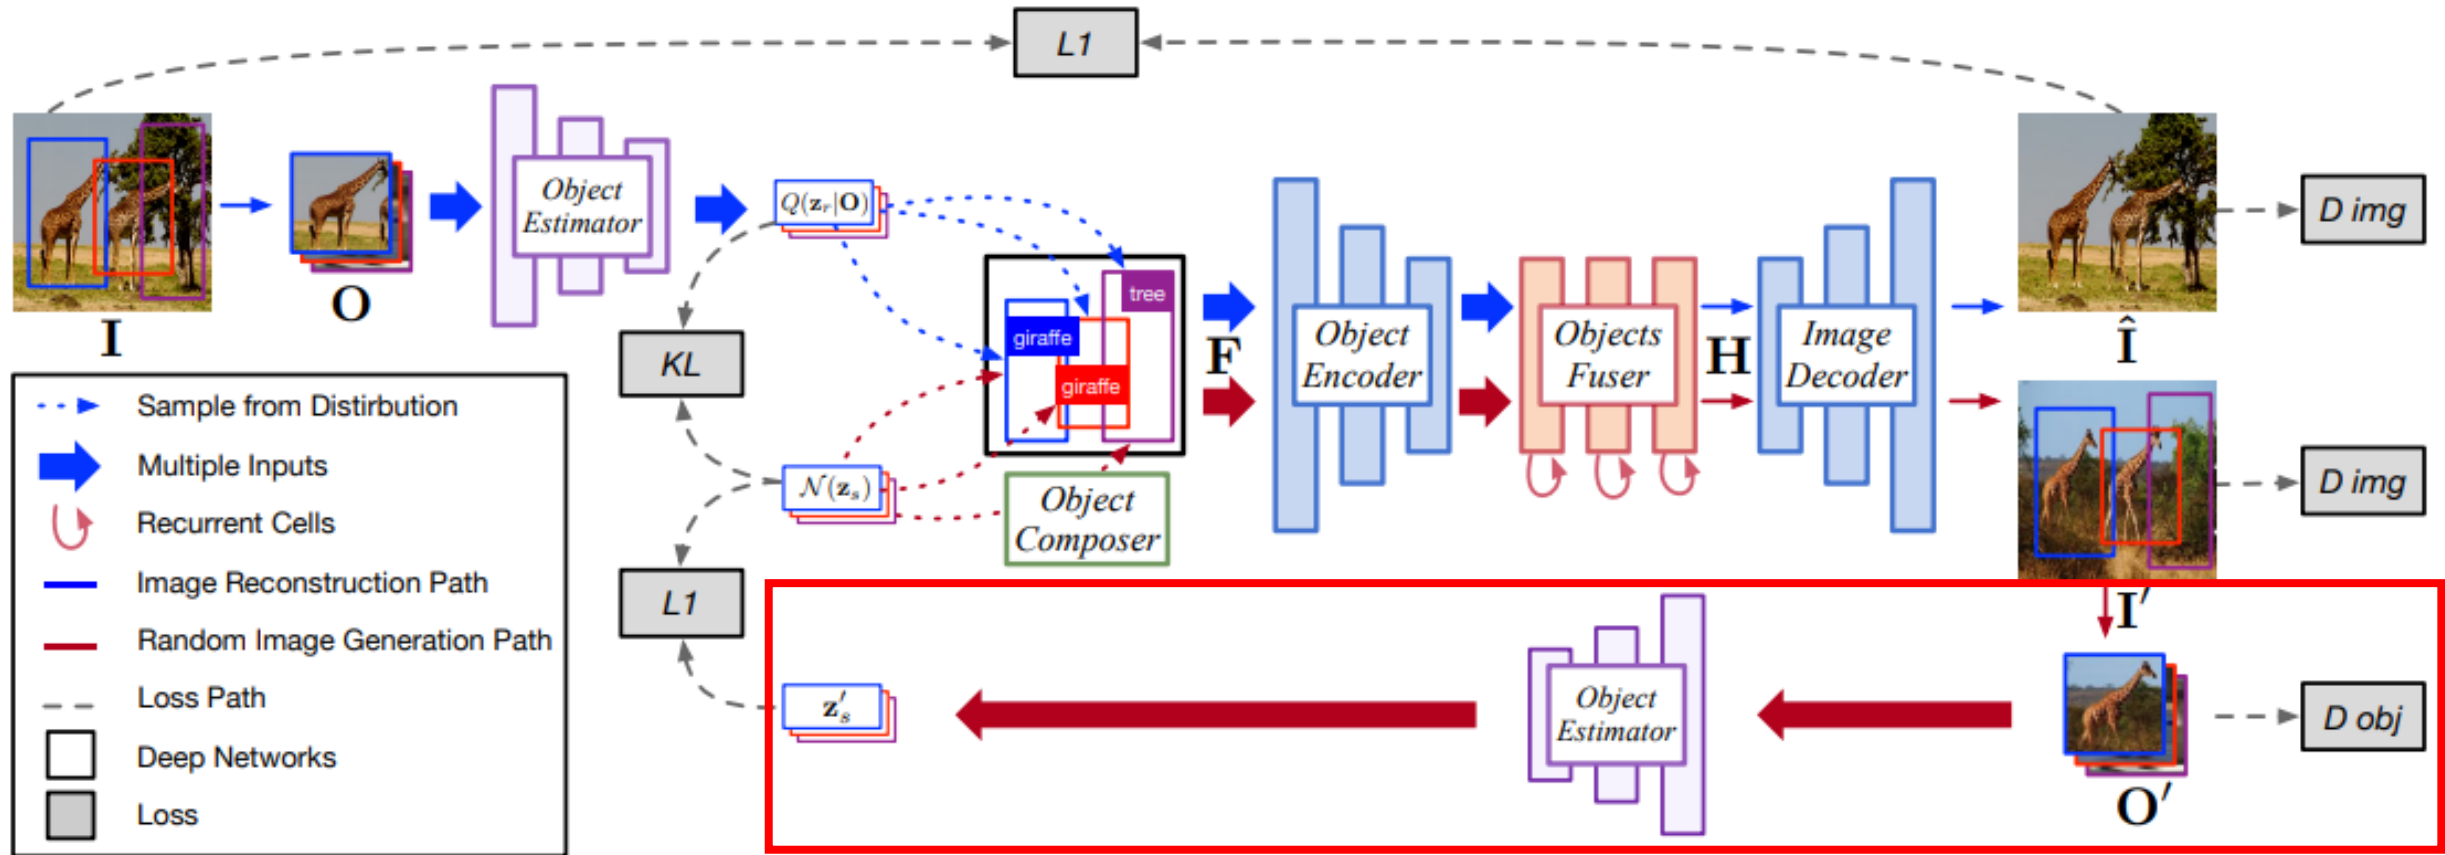 L1
I
O
Object
Estimator
Q(z_r|O)
KL
N(z_s)
L1
giraffe
giraffe
tree
Object
Composer
F
Object
Encoder
Objects
Fuser
H
Image
Decoder
Î
D img
D img
I′
Sample from Distirbution
Multiple Inputs
Recurrent Cells
Image Reconstruction Path
Random Image Generation Path
Loss Path
Deep Networks
Loss
z′_s
Object
Estimator
O′
D obj